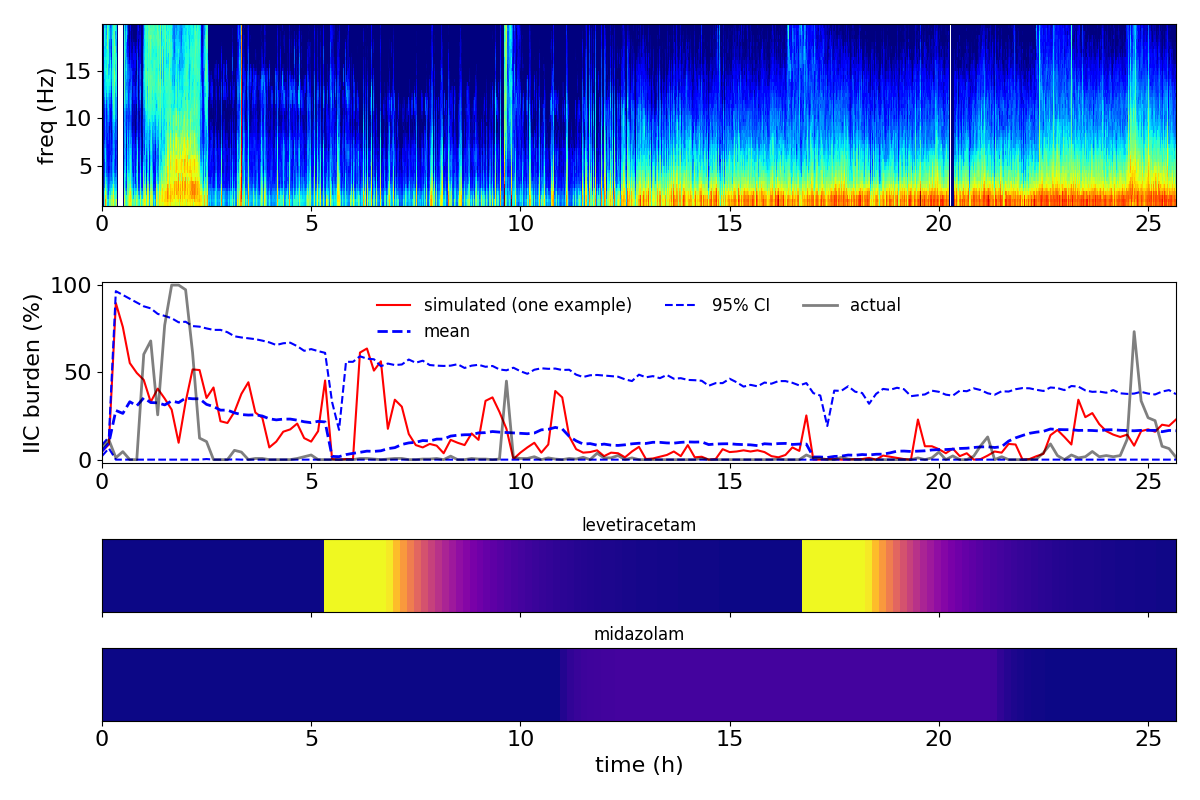 freq (Hz)
15
10
5
0 5 10 15 20 25
IIC burden (%)
100
50
0
simulated (one example) 95% CI actual
mean
0 5 10 15 20 25
levetiracetam
midazolam
0 5 10 15 20 25
time (h)